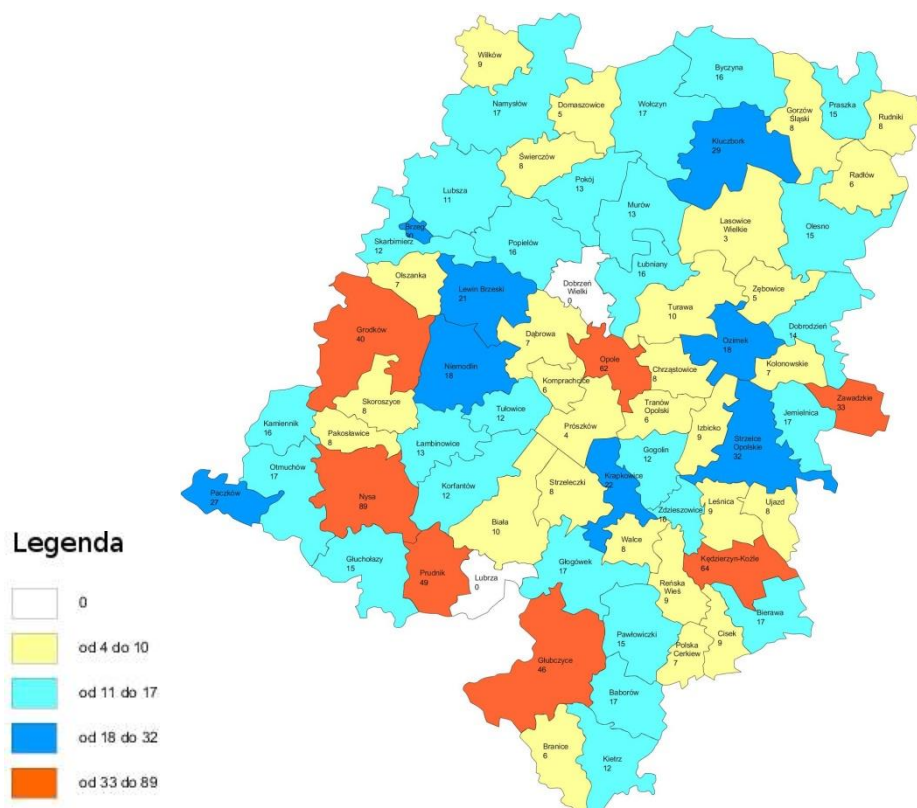 Wilków
9
Namysłów
17
Domaszowice
5
Wołczyn
17
Byczyna
16
Gorzów
Śląski
8
Praszka
15
Rudniki
8
Kluczbork
29
Radłów
6
Świerczów
8
Pokój
13
Lubsza
11
Murów
13
Lasowice
Wielkie
3
Olesno
15
Brzeg
Skarbimierz
12
Popielów
16
Łubniany
16
Olszanka
7
Lewin Brzeski
21
Dobrzeń
Wielki
0
Turawa
10
Zębowice
5
Grodków
40
Dąbrowa
7
Opole
62
Ozimek
18
Dobrodzień
14
Niemodlin
18
Komprachcice
6
Chrząstowice
8
Kolonowskie
7
Skoroszyce
8
Tułowice
12
Tranów
Opolski
6
Zawadzkie
33
Kamiennik
16
Pakosławice
8
Łambinowice
13
Prószków
4
Izbicko
9
Strzelce
Opolskie
32
Jemielnica
17
Otmuchów
17
Gogolin
12
Paczków
27
Nysa
89
Korfantów
12
Strzeleczki
8
Krapkowice
22
Zdzieszowice
16
Leśnica
9
Ujazd
8
Biała
10
Walce
8
Legenda
Głuchołazy
15
Prudnik
49
Lubrza
0
Głogówek
17
Kędzierzyn-Koźle
64
Reńska
Wieś
9
Bierawa
17
0
od 4 do 10
od 11 do 17
od 18 do 32
od 33 do 89
Głubczyce
46
Pawłowiczki
15
Polska
Cerkiew
7
Cisek
9
Baborów
17
Branice
6
Kietrz
12